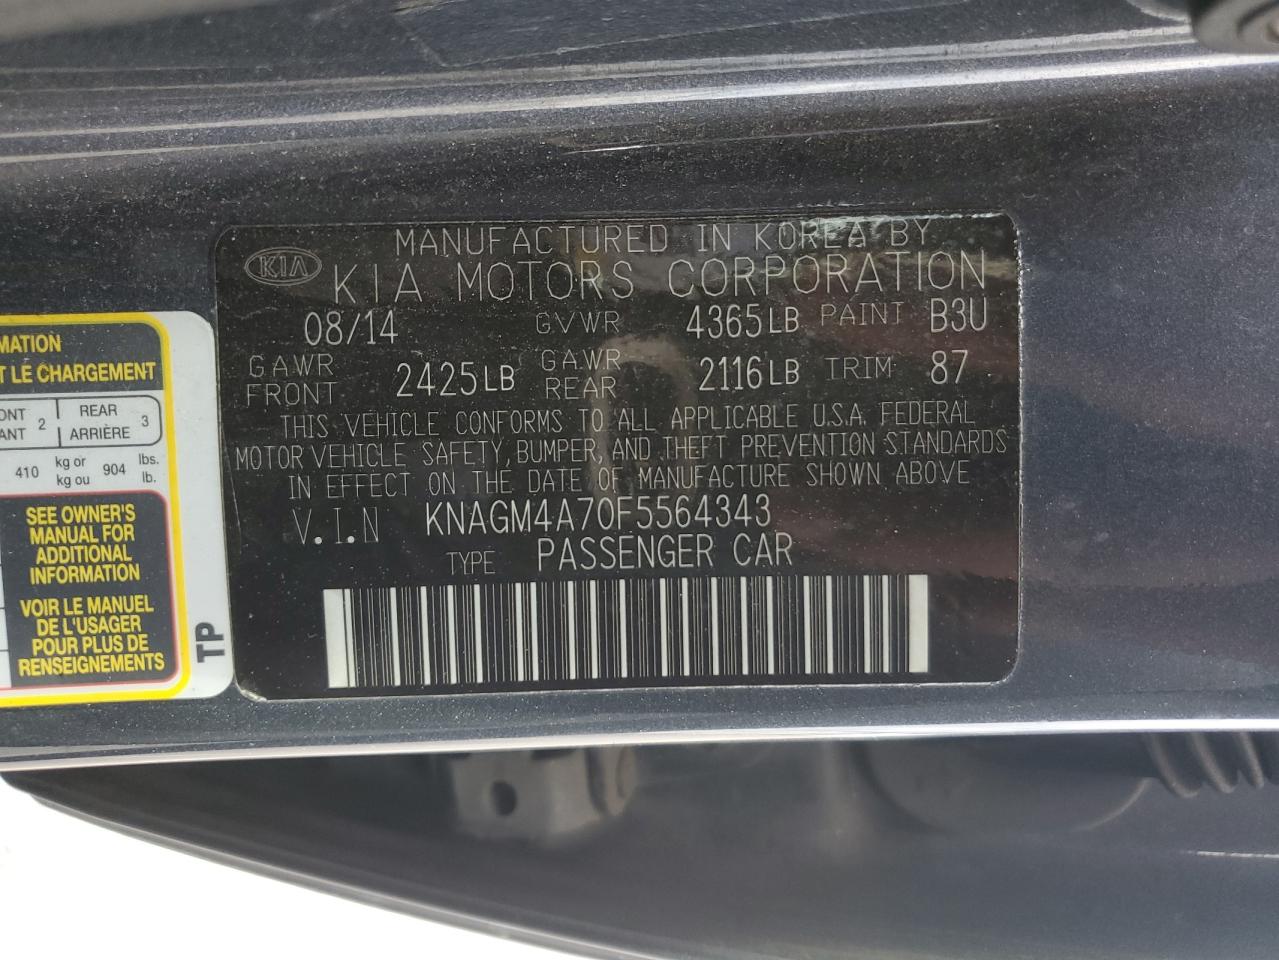 MANUFACTURED IN KOREA BY
KIA
KIA MOTORS CORPORATION
08/14 GVWR 4365LB PAINT B3U
GAWR FRONT 2425LB GAWR REAR 2116LB TRIM 87
THIS VEHICLE CONFORMS TO ALL APPLICABLE U.S.A. FEDERAL
MOTOR VEHICLE SAFETY, BUMPER, AND THEFT PREVENTION STANDARDS
IN EFFECT ON THE DATE OF MANUFACTURE SHOWN ABOVE
V.I.N KNAGM4A70F5564343
TYPE PASSENGER CAR
MATION
T LE CHARGEMENT
ONT 2 REAR 3
ANT ARRIÈRE
410 kg or 904 lbs.
kg ou lb.
SEE OWNER'S
MANUAL FOR
ADDITIONAL
INFORMATION
VOIR LE MANUEL
DE L'USAGER
POUR PLUS DE
RENSEIGNEMENTS
TP